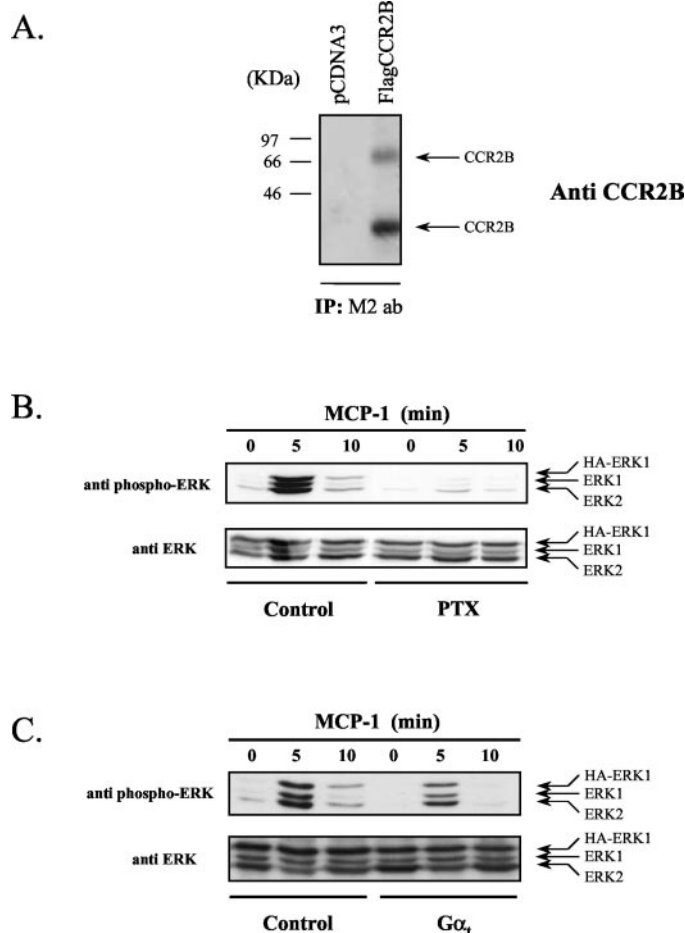 A.
pCDNA3
FlagCCR2B
(KDa)
97
66
46
CCR2B
CCR2B
Anti CCR2B
IP: M2 ab
B.
MCP-1 (min)
0 5 10 0 5 10
anti phospho-ERK
HA-ERK1
ERK1
ERK2
anti ERK
HA-ERK1
ERK1
ERK2
Control PTX
C.
MCP-1 (min)
0 5 10 0 5 10
anti phospho-ERK
HA-ERK1
ERK1
ERK2
anti ERK
HA-ERK1
ERK1
ERK2
Control Gαt